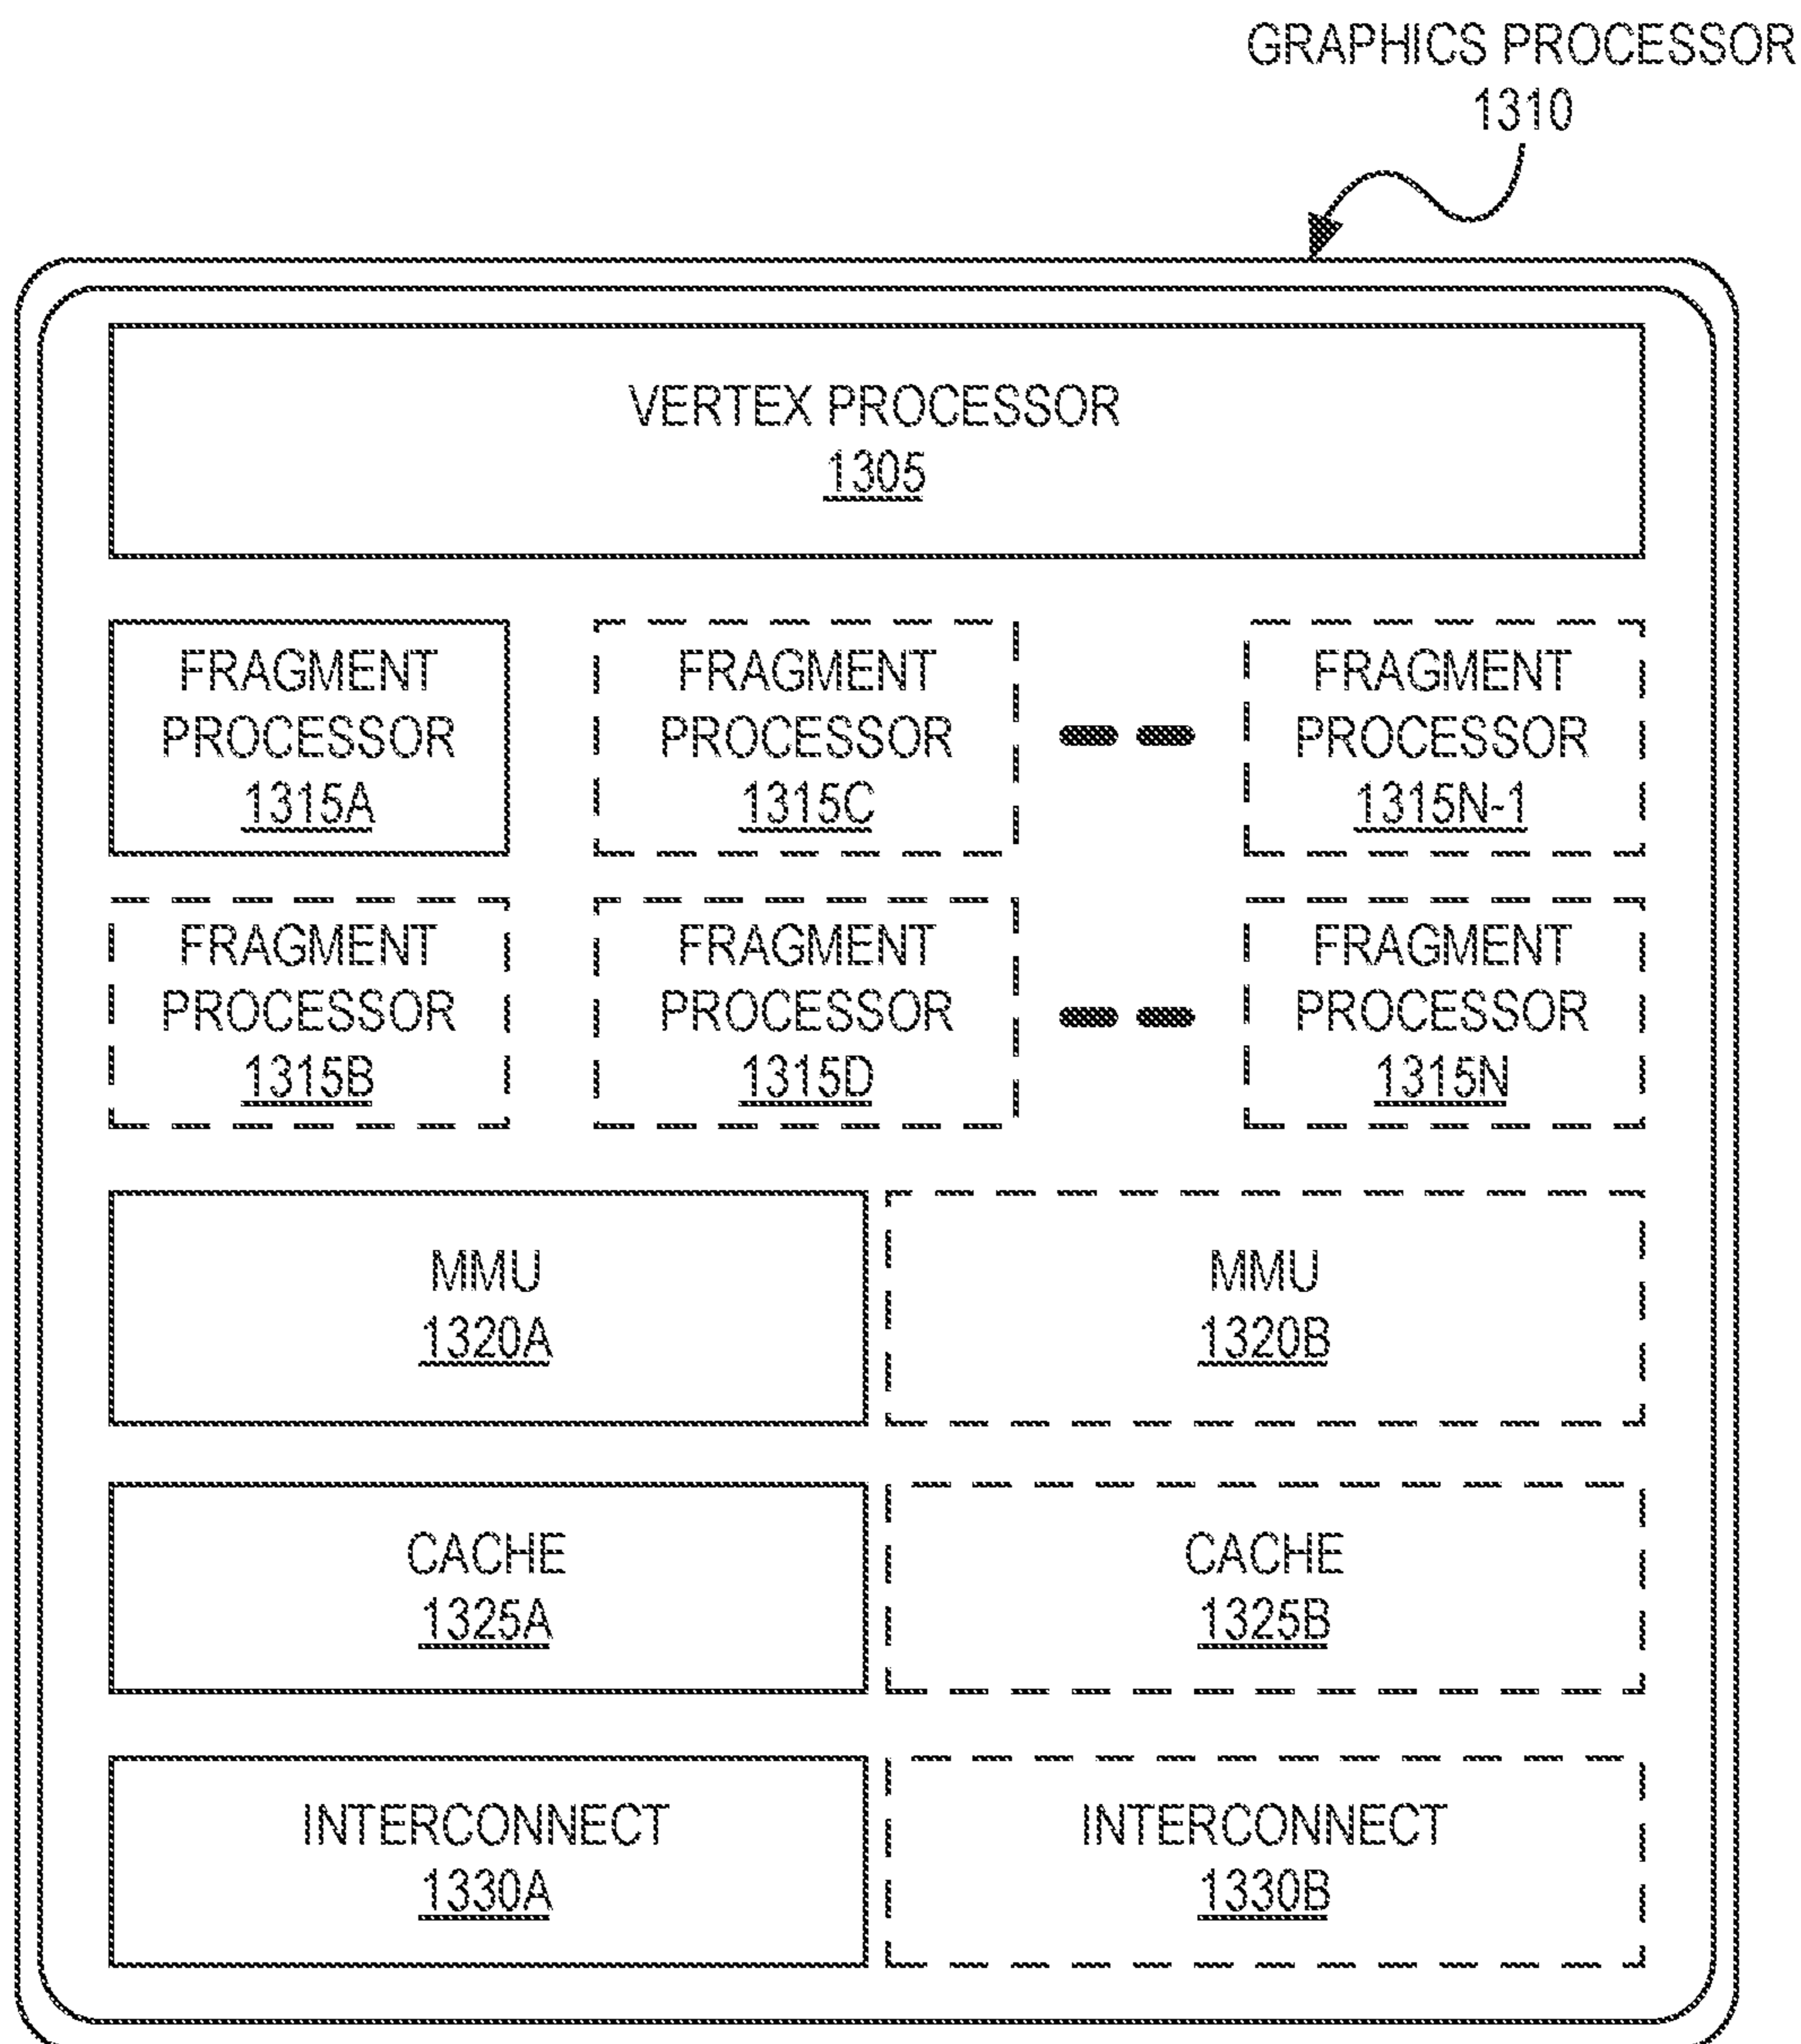 GRAPHICS PROCESSOR
1310
VERTEX PROCESSOR
1305
FRAGMENT
PROCESSOR
1315A
FRAGMENT
PROCESSOR
1315C
FRAGMENT
PROCESSOR
1315N-1
FRAGMENT
PROCESSOR
1315B
FRAGMENT
PROCESSOR
1315D
FRAGMENT
PROCESSOR
1315N
MMU
1320A
MMU
1320B
CACHE
1325A
CACHE
1325B
INTERCONNECT
1330A
INTERCONNECT
1330B